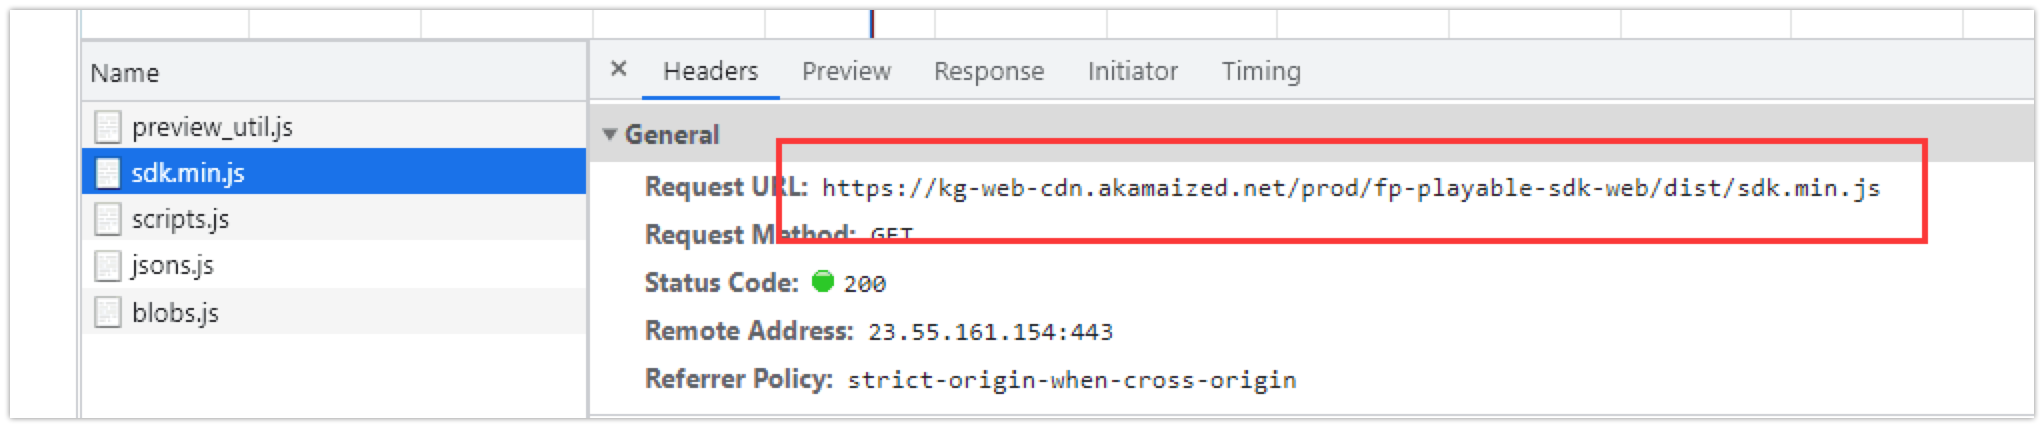 Name
preview_util.js
sdk.min.js
scripts.js
jsons.js
blobs.js
× Headers Preview Response Initiator Timing
General
Request URL: https://kg-web-cdn.akamaized.net/prod/fp-playable-sdk-web/dist/sdk.min.js
Request Method: GET
Status Code: 200
Remote Address: 23.55.161.154:443
Referrer Policy: strict-origin-when-cross-origin